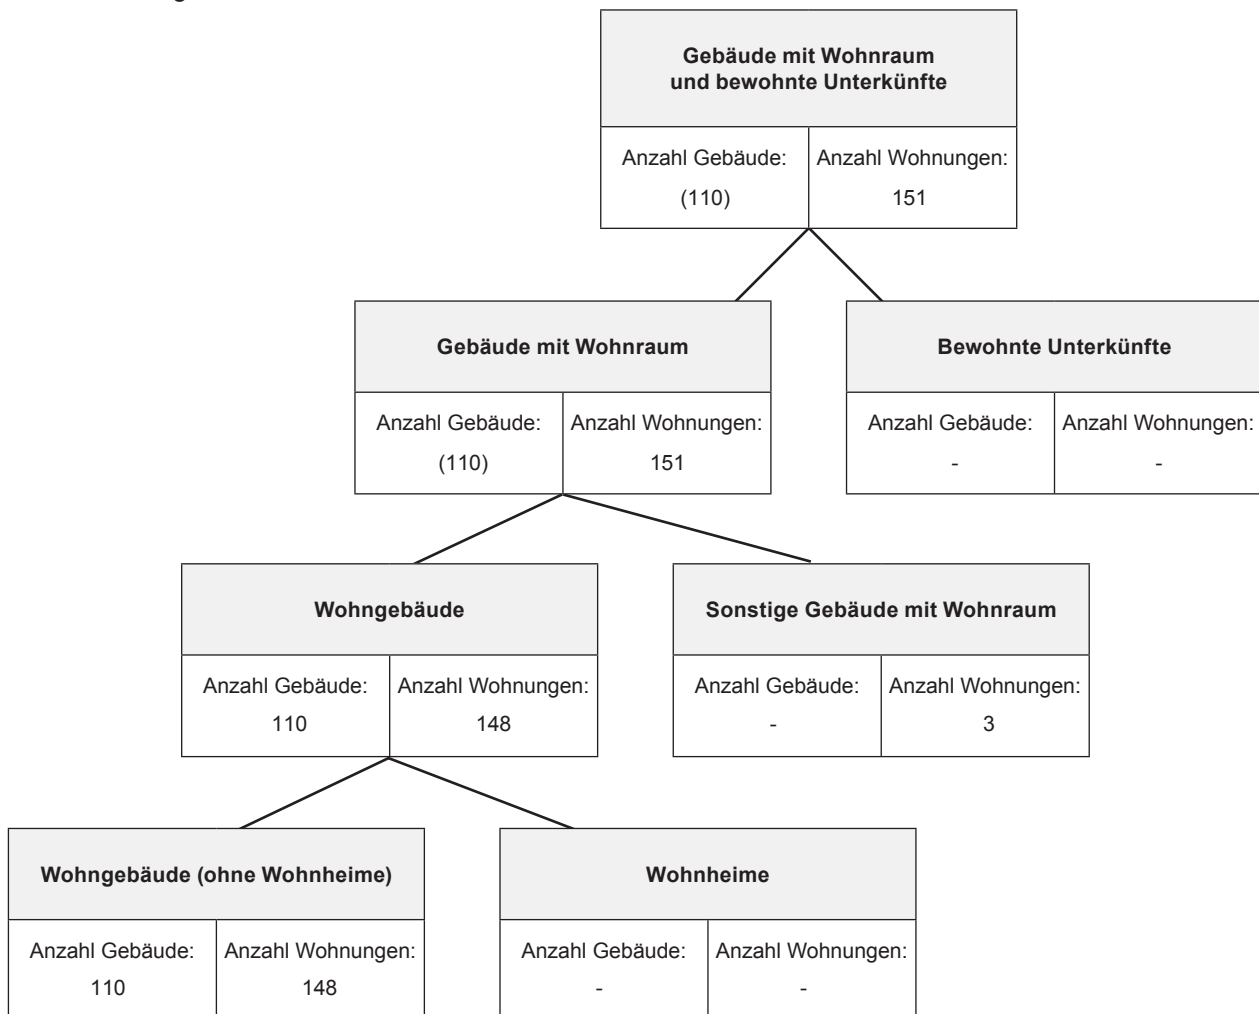 Gebäude mit Wohnraum
und bewohnte Unterkünfte
Anzahl Gebäude: Anzahl Wohnungen:
(110) 151
Gebäude mit Wohnraum Bewohnte Unterkünfte
Anzahl Gebäude: Anzahl Wohnungen: Anzahl Gebäude: Anzahl Wohnungen:
(110) 151 - -
Wohngebäude Sonstige Gebäude mit Wohnraum
Anzahl Gebäude: Anzahl Wohnungen: Anzahl Gebäude: Anzahl Wohnungen:
110 148 - 3
Wohngebäude (ohne Wohnheime) Wohnheime
Anzahl Gebäude: Anzahl Wohnungen: Anzahl Gebäude: Anzahl Wohnungen:
110 148 - -